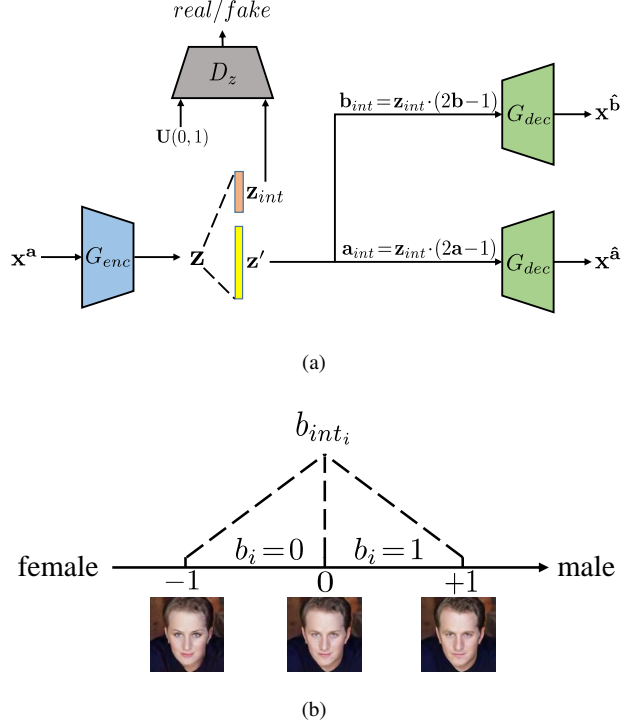 real/fake
D_z
U(0,1)
z_int
b_int=z_int·(2b−1)
G_dec
x^b̂
x^a
G_enc
z
z′
a_int=z_int·(2a−1)
G_dec
x^â
(a)
b_int_i
b_i=0
b_i=1
female
male
−1
0
+1
(b)